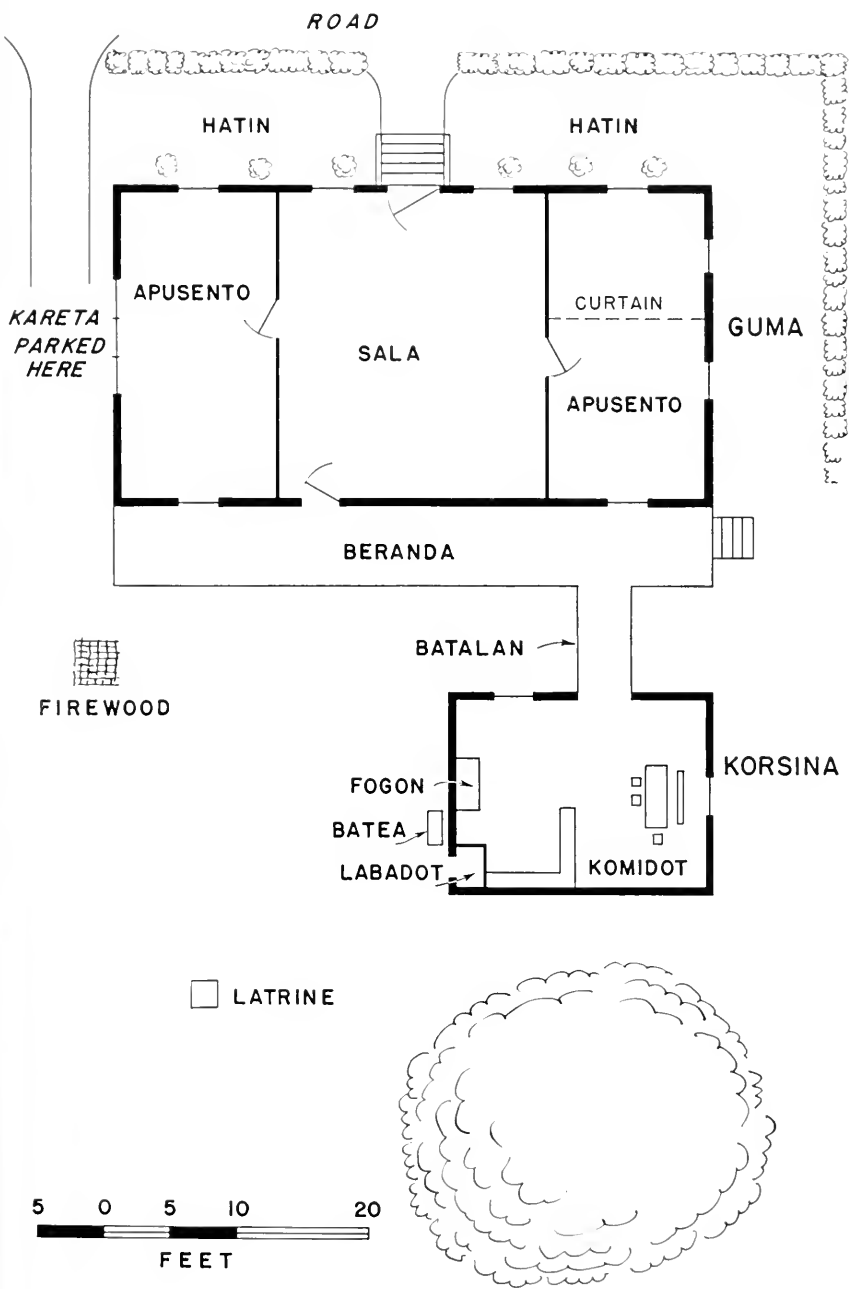 ROAD
HATIN
HATIN
APUSENTO
CURTAIN
KARETA
PARKED
HERE
GUMA
SALA
APUSENTO
BERANDA
BATALAN
FIREWOOD
KORSINA
FOGON
BATEA
LABADOT
KOMIDOT
LATRINE
5 0 5 10 20
FEET